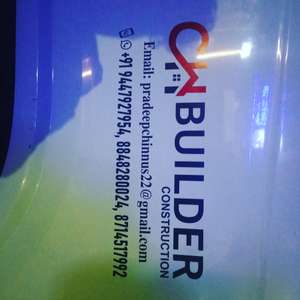 CW BUILDER
CONSTRUCTION
Email: pradeepchinnus22@gmail.com
+91 9447927954, 8848280024, 8714517992